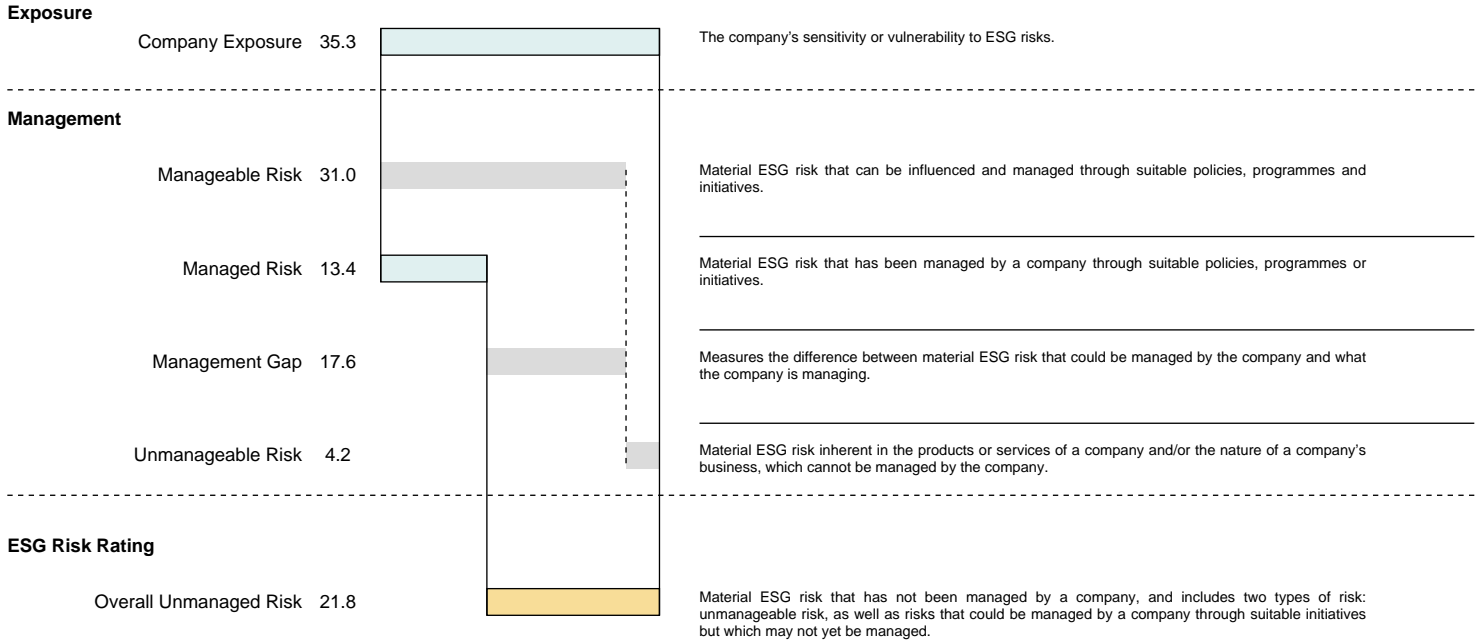 Exposure
Company Exposure 35.3
The company’s sensitivity or vulnerability to ESG risks.
Management
Manageable Risk 31.0
Material ESG risk that can be influenced and managed through suitable policies, programmes and
initiatives.
Managed Risk 13.4
Material ESG risk that has been managed by a company through suitable policies, programmes or
initiatives.
Management Gap 17.6
Measures the difference between material ESG risk that could be managed by the company and what
the company is managing.
Unmanageable Risk 4.2
Material ESG risk inherent in the products or services of a company and/or the nature of a company’s
business, which cannot be managed by the company.
ESG Risk Rating
Overall Unmanaged Risk 21.8
Material ESG risk that has not been managed by a company, and includes two types of risk:
unmanageable risk, as well as risks that could be managed by a company through suitable initiatives
but which may not yet be managed.